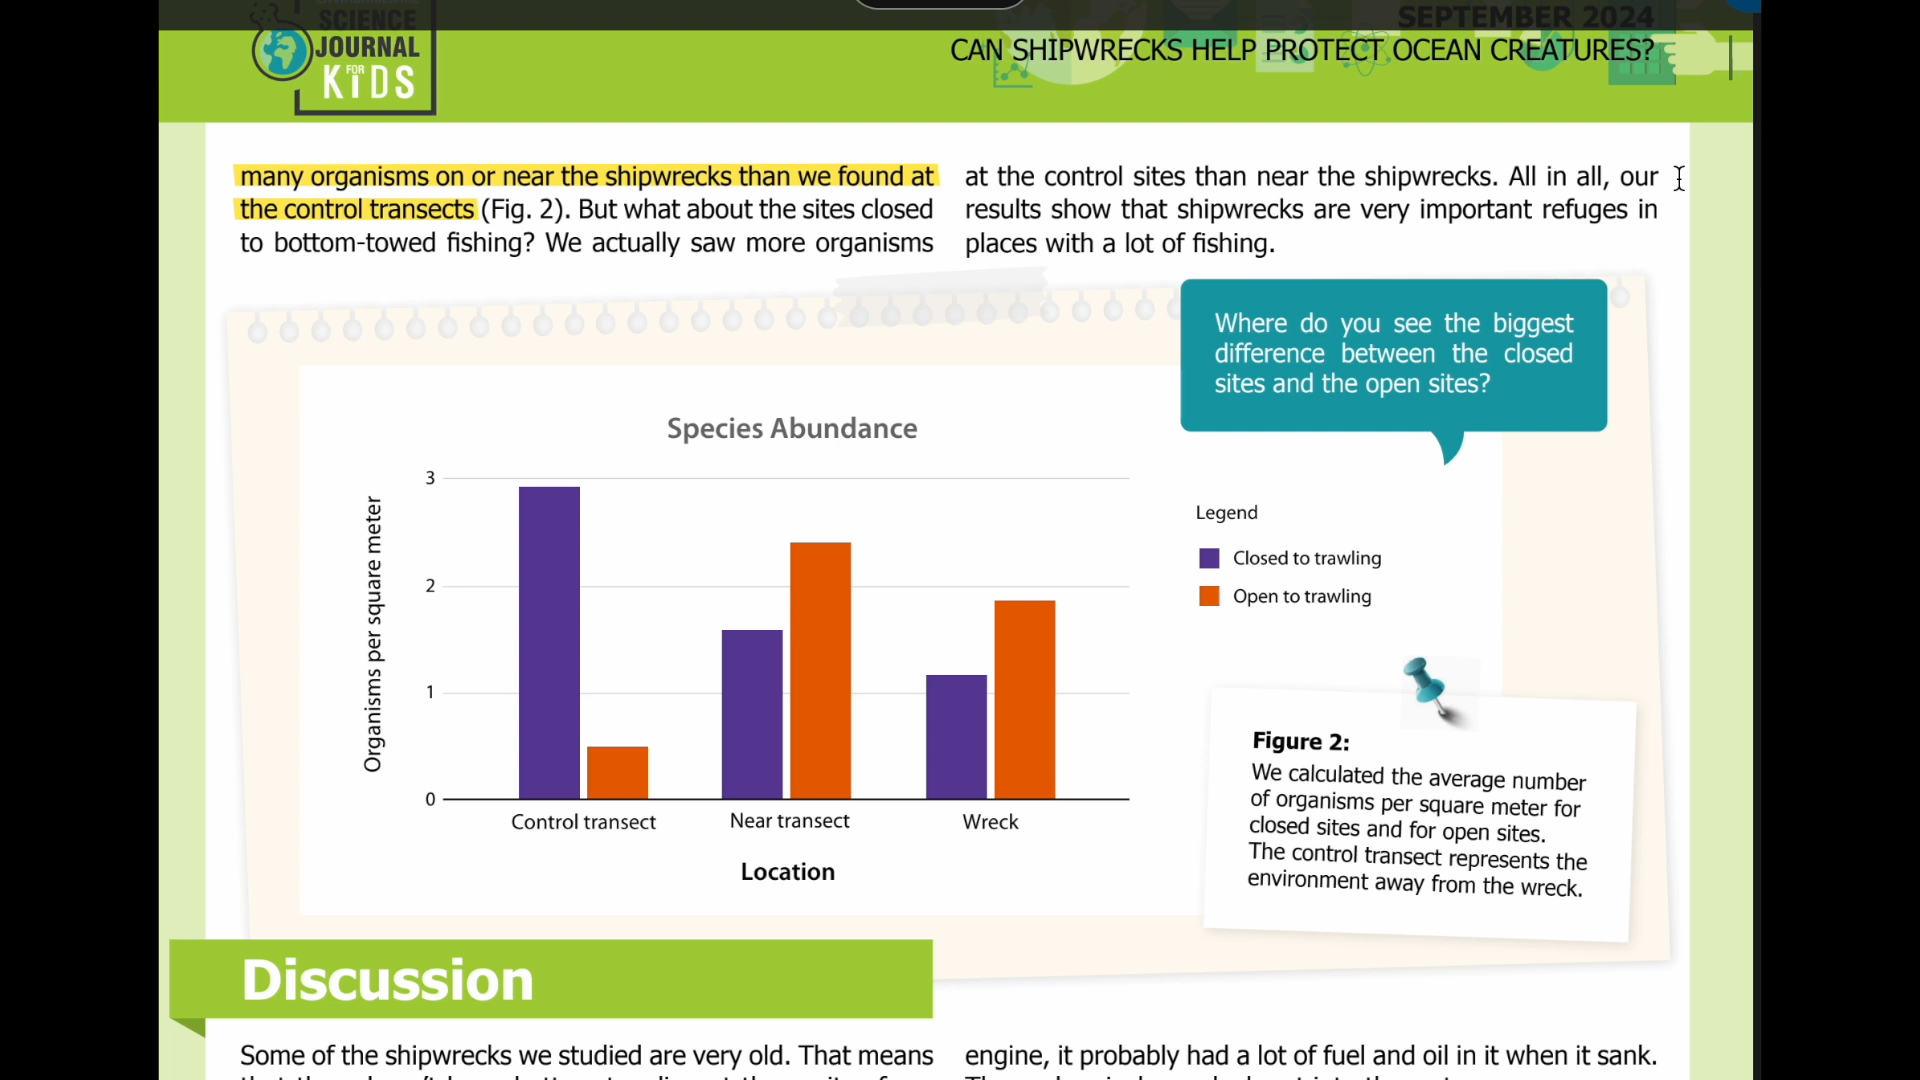 SCIENCE
JOURNAL
FOR
KiDS
SEPTEMBER 2024
CAN SHIPWRECKS HELP PROTECT OCEAN CREATURES?
many organisms on or near the shipwrecks than we found at
the control transects (Fig. 2). But what about the sites closed
to bottom-towed fishing? We actually saw more organisms
at the control sites than near the shipwrecks. All in all, our
results show that shipwrecks are very important refuges in
places with a lot of fishing.
Where do you see the biggest
difference between the closed
sites and the open sites?
Species Abundance
Organisms per square meter
3
2
1
0
Control transect
Near transect
Wreck
Location
Legend
Closed to trawling
Open to trawling
Figure 2:
We calculated the average number
of organisms per square meter for
closed sites and for open sites.
The control transect represents the
environment away from the wreck.
Discussion
Some of the shipwrecks we studied are very old. That means
engine, it probably had a lot of fuel and oil in it when it sank.